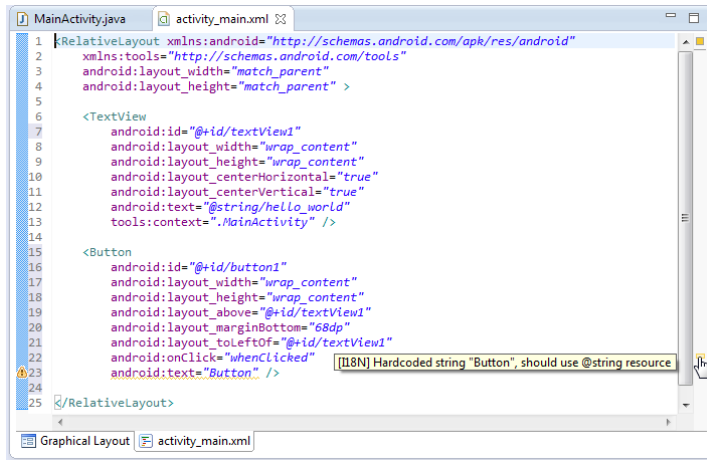 MainActivity.java activity_main.xml
1 <RelativeLayout xmlns:android="http://schemas.android.com/apk/res/android"
2 xmlns:tools="http://schemas.android.com/tools"
3 android:layout_width="match_parent"
4 android:layout_height="match_parent" >
5
6 <TextView
7 android:id="@+id/textView1"
8 android:layout_width="wrap_content"
9 android:layout_height="wrap_content"
10 android:layout_centerHorizontal="true"
11 android:layout_centerVertical="true"
12 android:text="@string/hello_world"
13 tools:context=".MainActivity" />
14
15 <Button
16 android:id="@+id/button1"
17 android:layout_width="wrap_content"
18 android:layout_height="wrap_content"
19 android:layout_above="@+id/textView1"
20 android:layout_marginBottom="68dp"
21 android:layout_toLeftOf="@+id/textView1"
22 android:onClick="whenClicked" [I18N] Hardcoded string "Button", should use @string resource
23 android:text="Button" />
24
25 </RelativeLayout>
Graphical Layout activity_main.xml